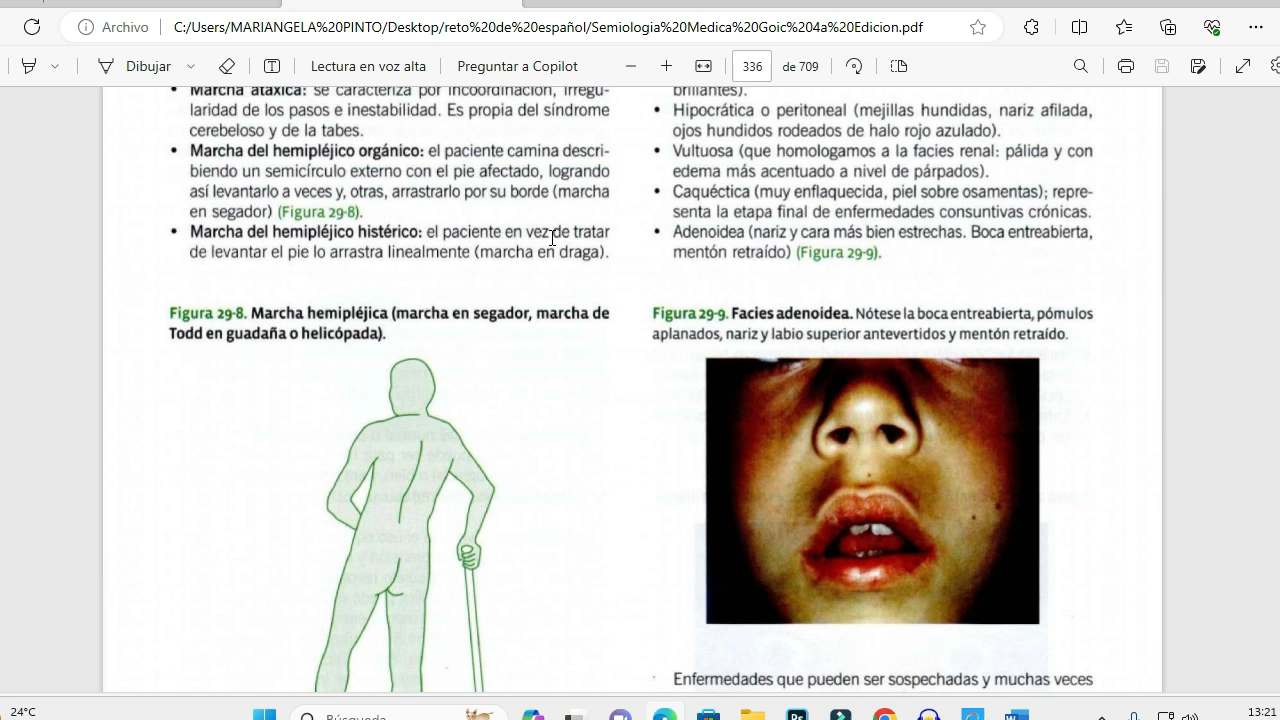 Archivo
C:/Users/MARIANGELA%20PINTO/Desktop/reto%20de%20español/Semiologia%20Medica%20Goic%204a%20Edicion.pdf
Dibujar
Lectura en voz alta
Preguntar a Copilot
336 de 709
Marcha atáxica: se caracteriza por incoordinación, irregu-
laridad de los pasos e inestabilidad. Es propia del síndrome
cerebeloso y de la tabes.
• Marcha del hemipléjico orgánico: el paciente camina descri-
biendo un semicírculo externo con el pie afectado, logrando
así levantarlo a veces y, otras, arrastrarlo por su borde (marcha
en segador) (Figura 29-8).
• Marcha del hemipléjico histérico: el paciente en vez de tratar
de levantar el pie lo arrastra linealmente (marcha en draga).
Figura 29-8. Marcha hemipléjica (marcha en segador, marcha de
Todd en guadaña o helicópada).
brillantes).
• Hipocrática o peritoneal (mejillas hundidas, nariz afilada,
ojos hundidos rodeados de halo rojo azulado).
• Vultuosa (que homologamos a la facies renal: pálida y con
edema más acentuado a nivel de párpados).
• Caquéctica (muy enflaquecida, piel sobre osamentas); repre-
senta la etapa final de enfermedades consuntivas crónicas.
• Adenoidea (nariz y cara más bien estrechas. Boca entreabierta,
mentón retraído) (Figura 29-9).
Figura 29-9. Facies adenoidea. Nótese la boca entreabierta, pómulos
aplanados, nariz y labio superior antevertidos y mentón retraído.
Enfermedades que pueden ser sospechadas y muchas veces
24°C
Búsqueda
13:21